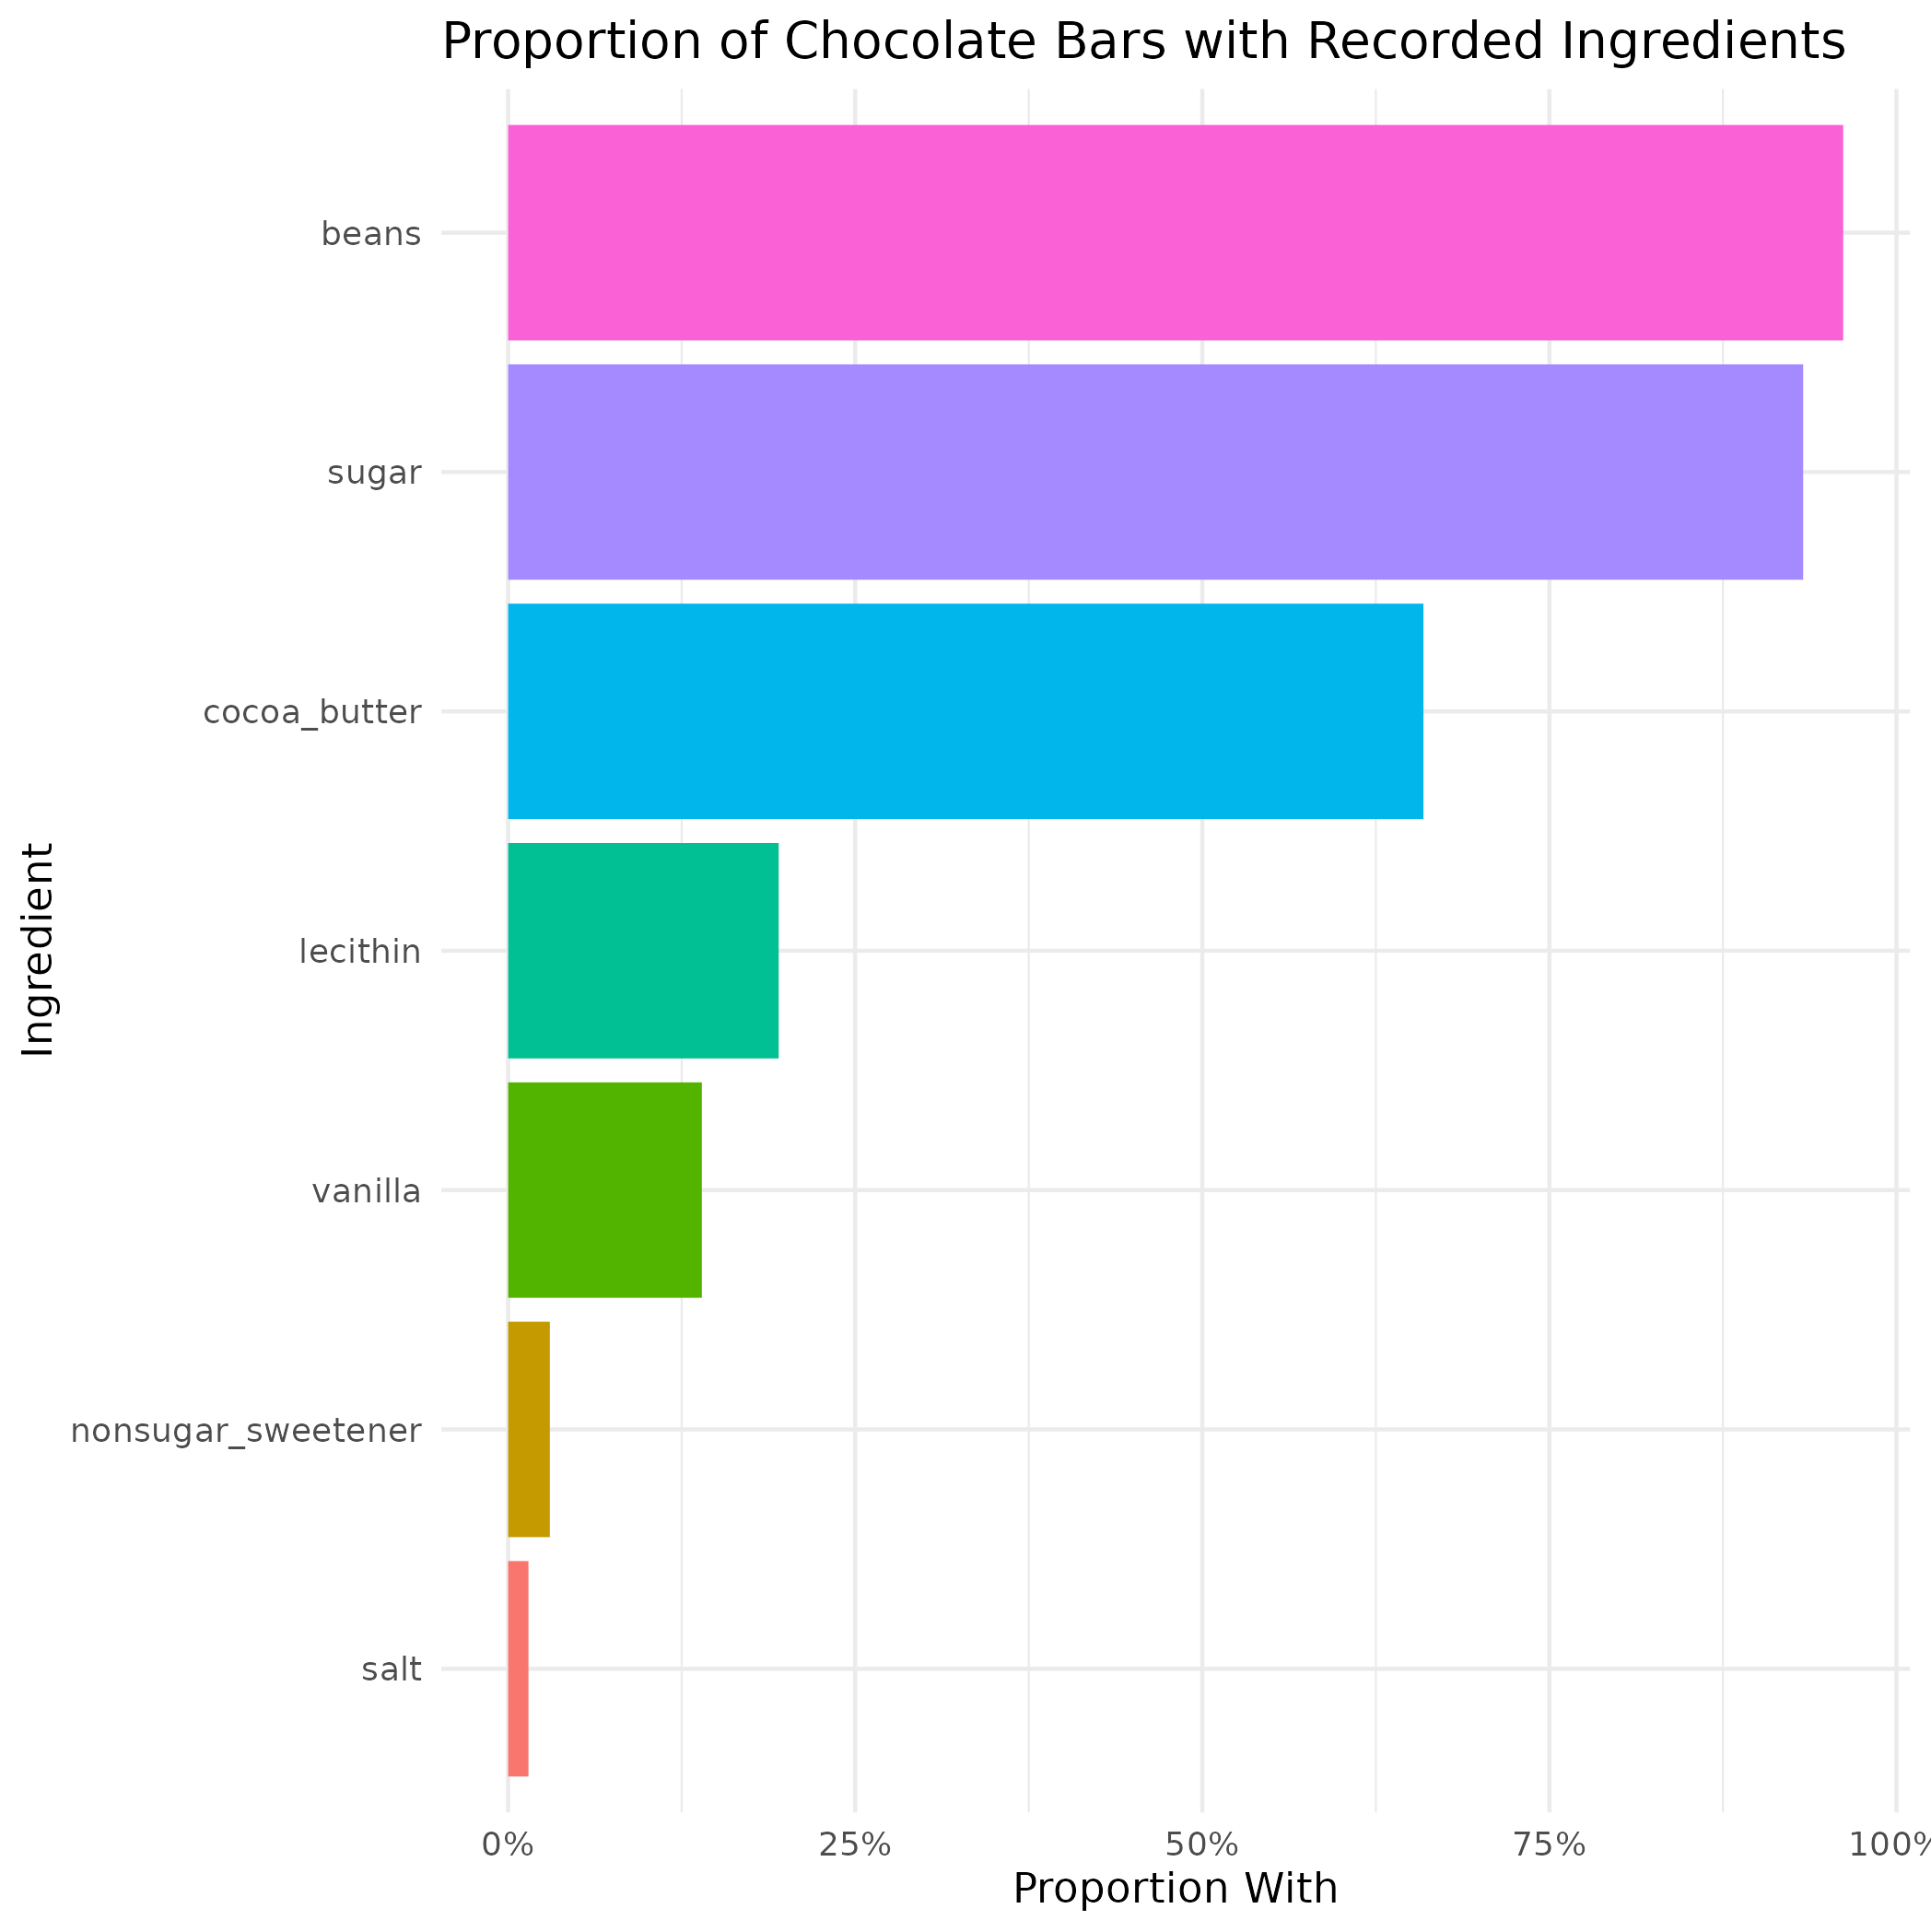 Proportion of Chocolate Bars with Recorded Ingredients
beans
sugar
cocoa_butter
lecithin
vanilla
nonsugar_sweetener
salt
Ingredient
0% 25% 50% 75% 100%
Proportion With